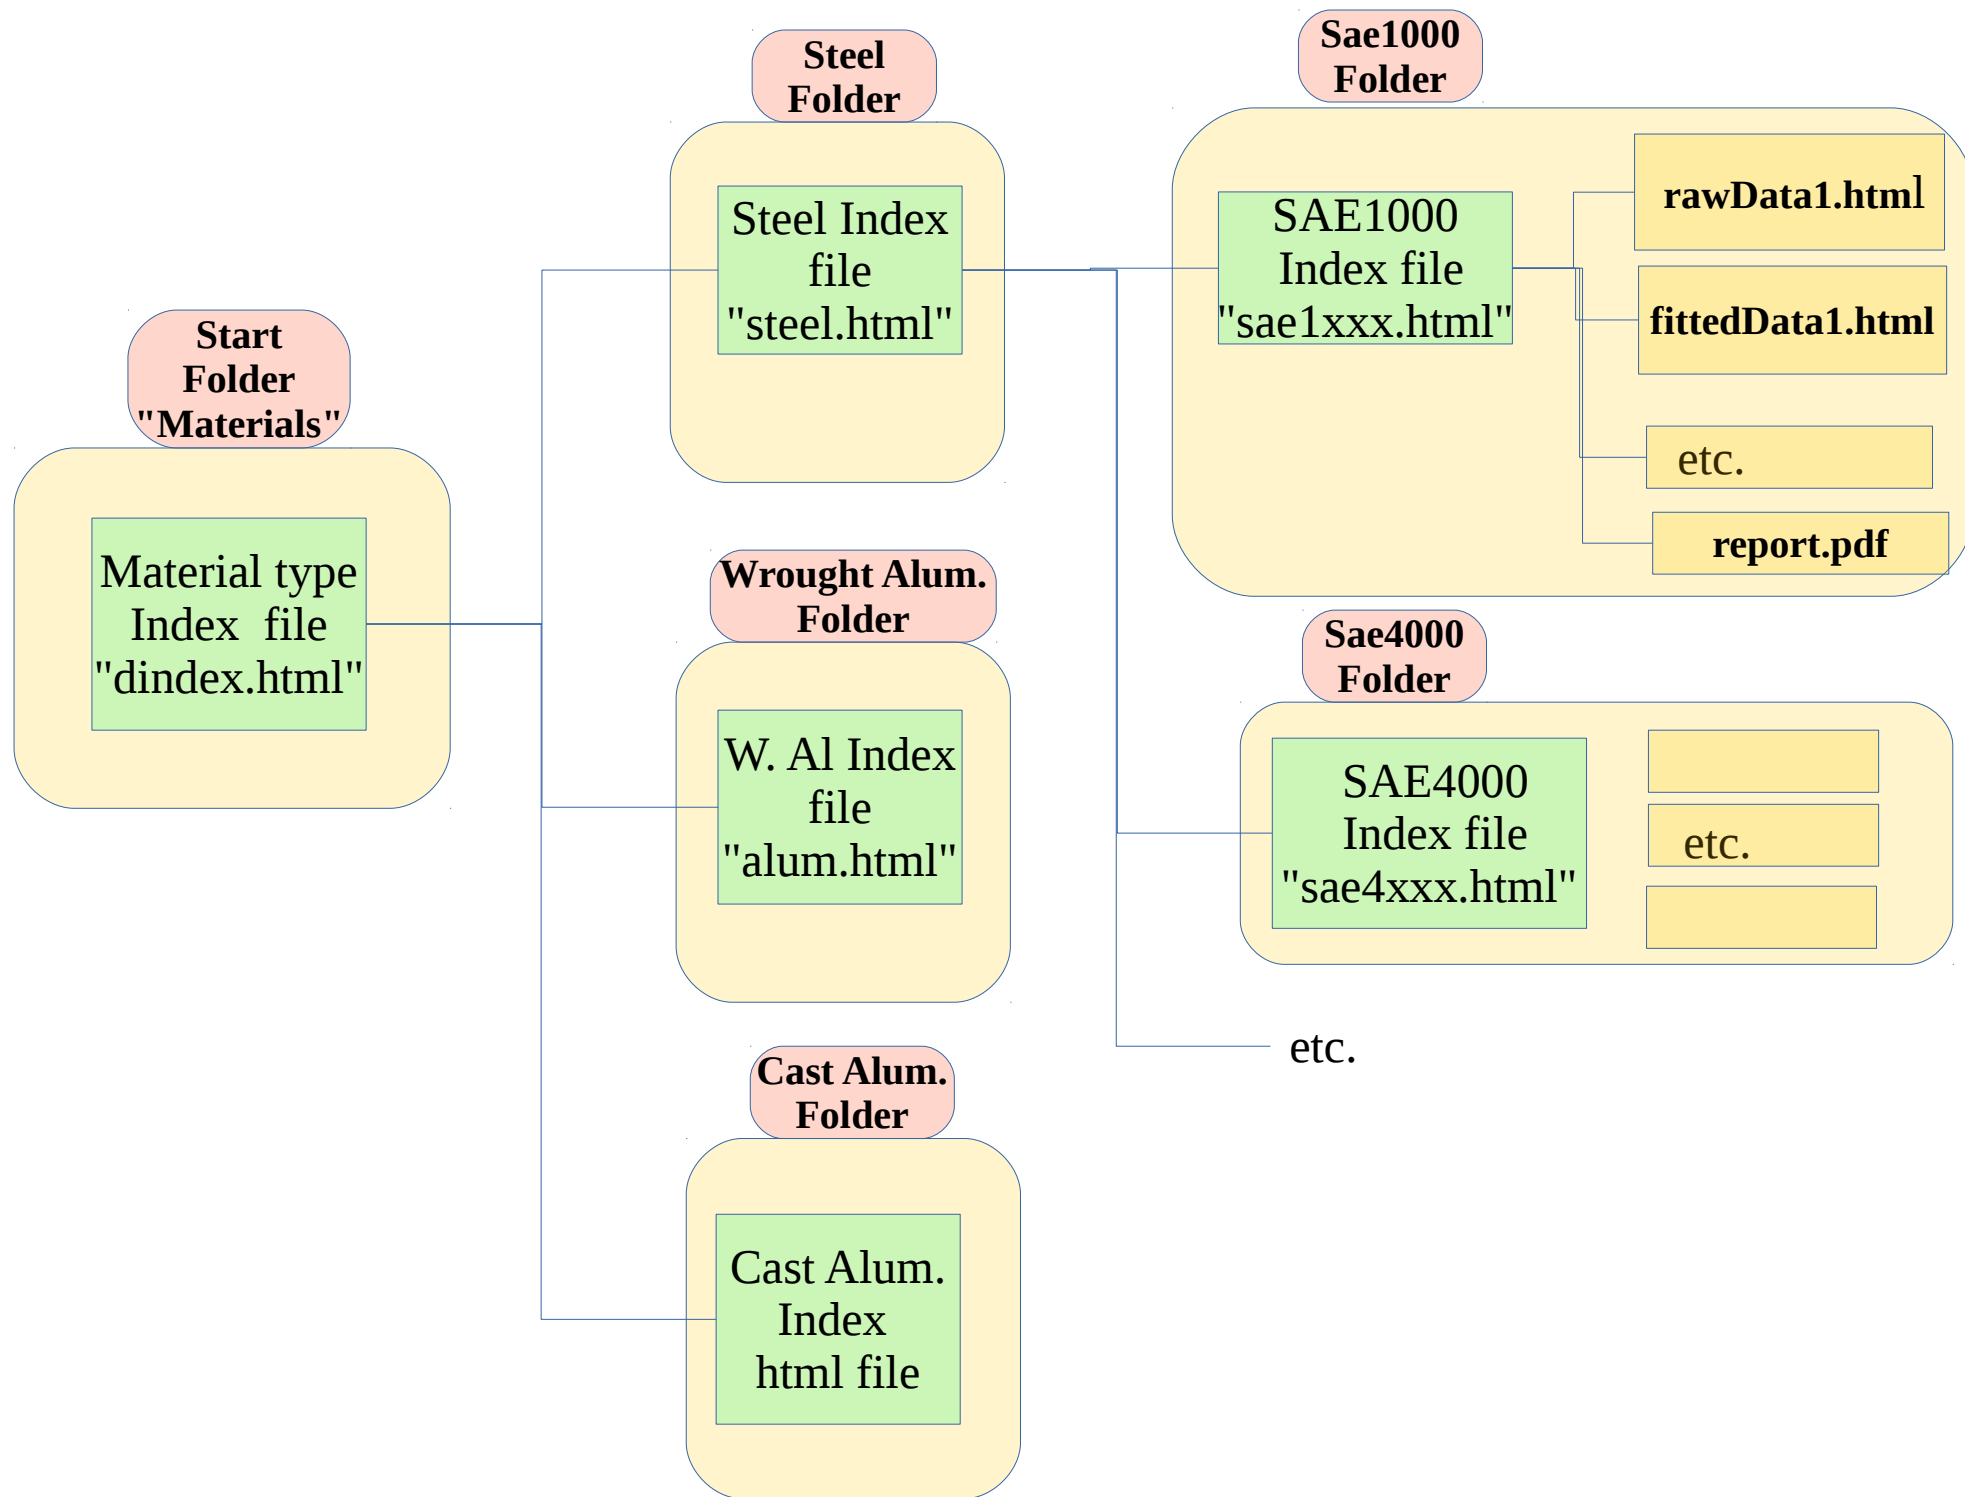 Start
Folder
"Materials"
Material type
Index  file
"dindex.html"
Steel
Folder
Steel Index
file
"steel.html"
Wrought Alum.
Folder
W. Al Index
file
"alum.html"
Cast Alum.
Folder
Cast Alum.
Index
html file
Sae1000
Folder
SAE1000
Index file
"sae1xxx.html"
rawData1.html
fittedData1.html
etc.
report.pdf
Sae4000
Folder
SAE4000
Index file
"sae4xxx.html"
etc.
etc.